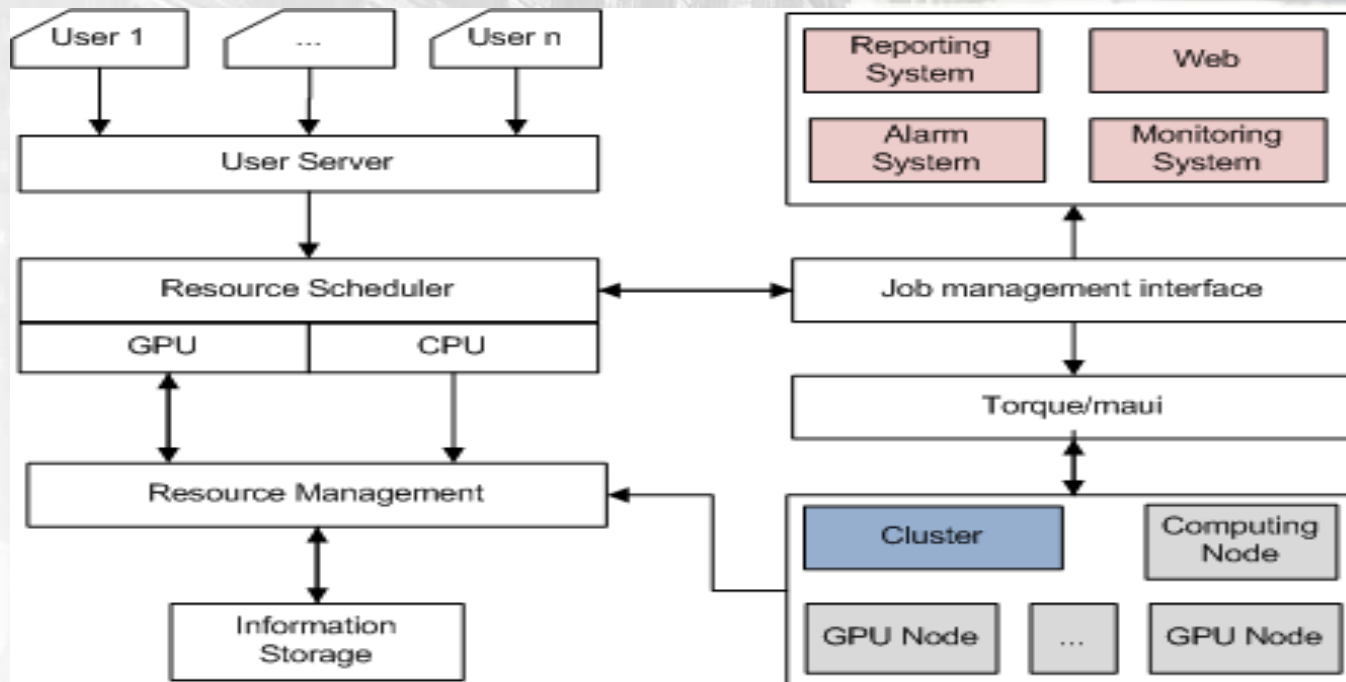 User 1
...
User n
User Server
Resource Scheduler
GPU
CPU
Resource Management
Information
Storage
Reporting
System
Web
Alarm
System
Monitoring
System
Job management interface
Torque/maui
Cluster
Computing
Node
GPU Node
...
GPU Node